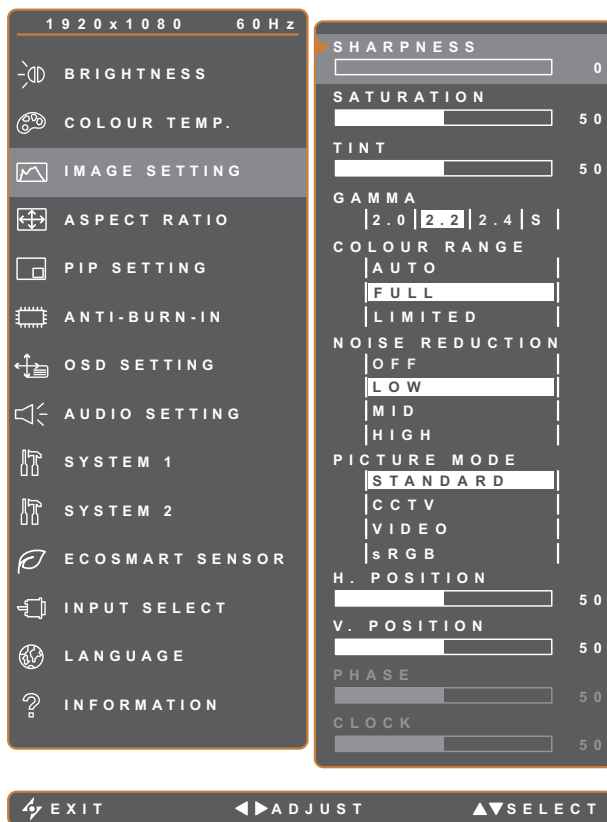 1920x1080 60Hz
BRIGHTNESS
COLOUR TEMP.
IMAGE SETTING
ASPECT RATIO
PIP SETTING
ANTI-BURN-IN
OSD SETTING
AUDIO SETTING
SYSTEM 1
SYSTEM 2
ECOSMART SENSOR
INPUT SELECT
LANGUAGE
INFORMATION
SHARPNESS
0
SATURATION
50
TINT
50
GAMMA
2.0 2.2 2.4 S
COLOUR RANGE
AUTO
FULL
LIMITED
NOISE REDUCTION
OFF
LOW
MID
HIGH
PICTURE MODE
STANDARD
CCTV
VIDEO
sRGB
H. POSITION
50
V. POSITION
50
PHASE
50
CLOCK
50
EXIT ADJUST SELECT